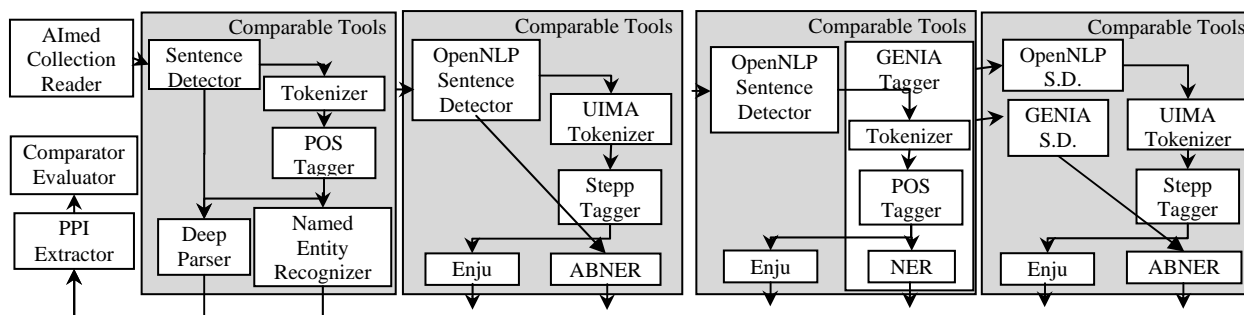 AImed
Collection
Reader
Comparator
Evaluator
PPI
Extractor
Comparable Tools
Sentence
Detector
Tokenizer
POS
Tagger
Deep
Parser
Named
Entity
Recognizer
Comparable Tools
OpenNLP
Sentence
Detector
UIMA
Tokenizer
Stepp
Tagger
Enju
ABNER
Comparable Tools
OpenNLP
Sentence
Detector
GENIA
Tagger
Tokenizer
POS
Tagger
Enju
NER
Comparable Tools
OpenNLP
S.D.
GENIA
S.D.
UIMA
Tokenizer
Stepp
Tagger
Enju
ABNER